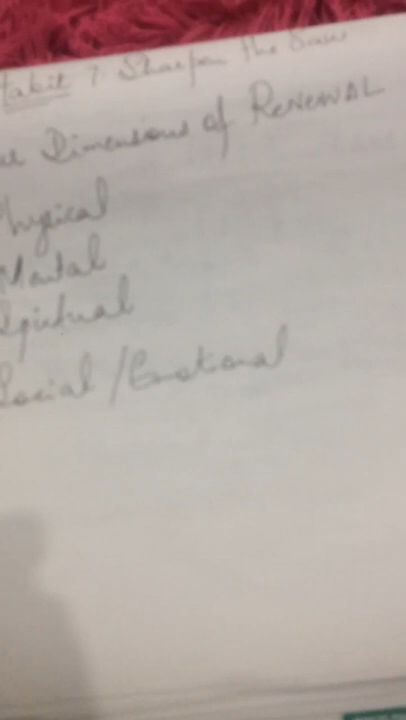 Habit 7: Sharpen the Saw
Dimensions of RENEWAL
Physical
Mental
Spiritual
Social / Emotional